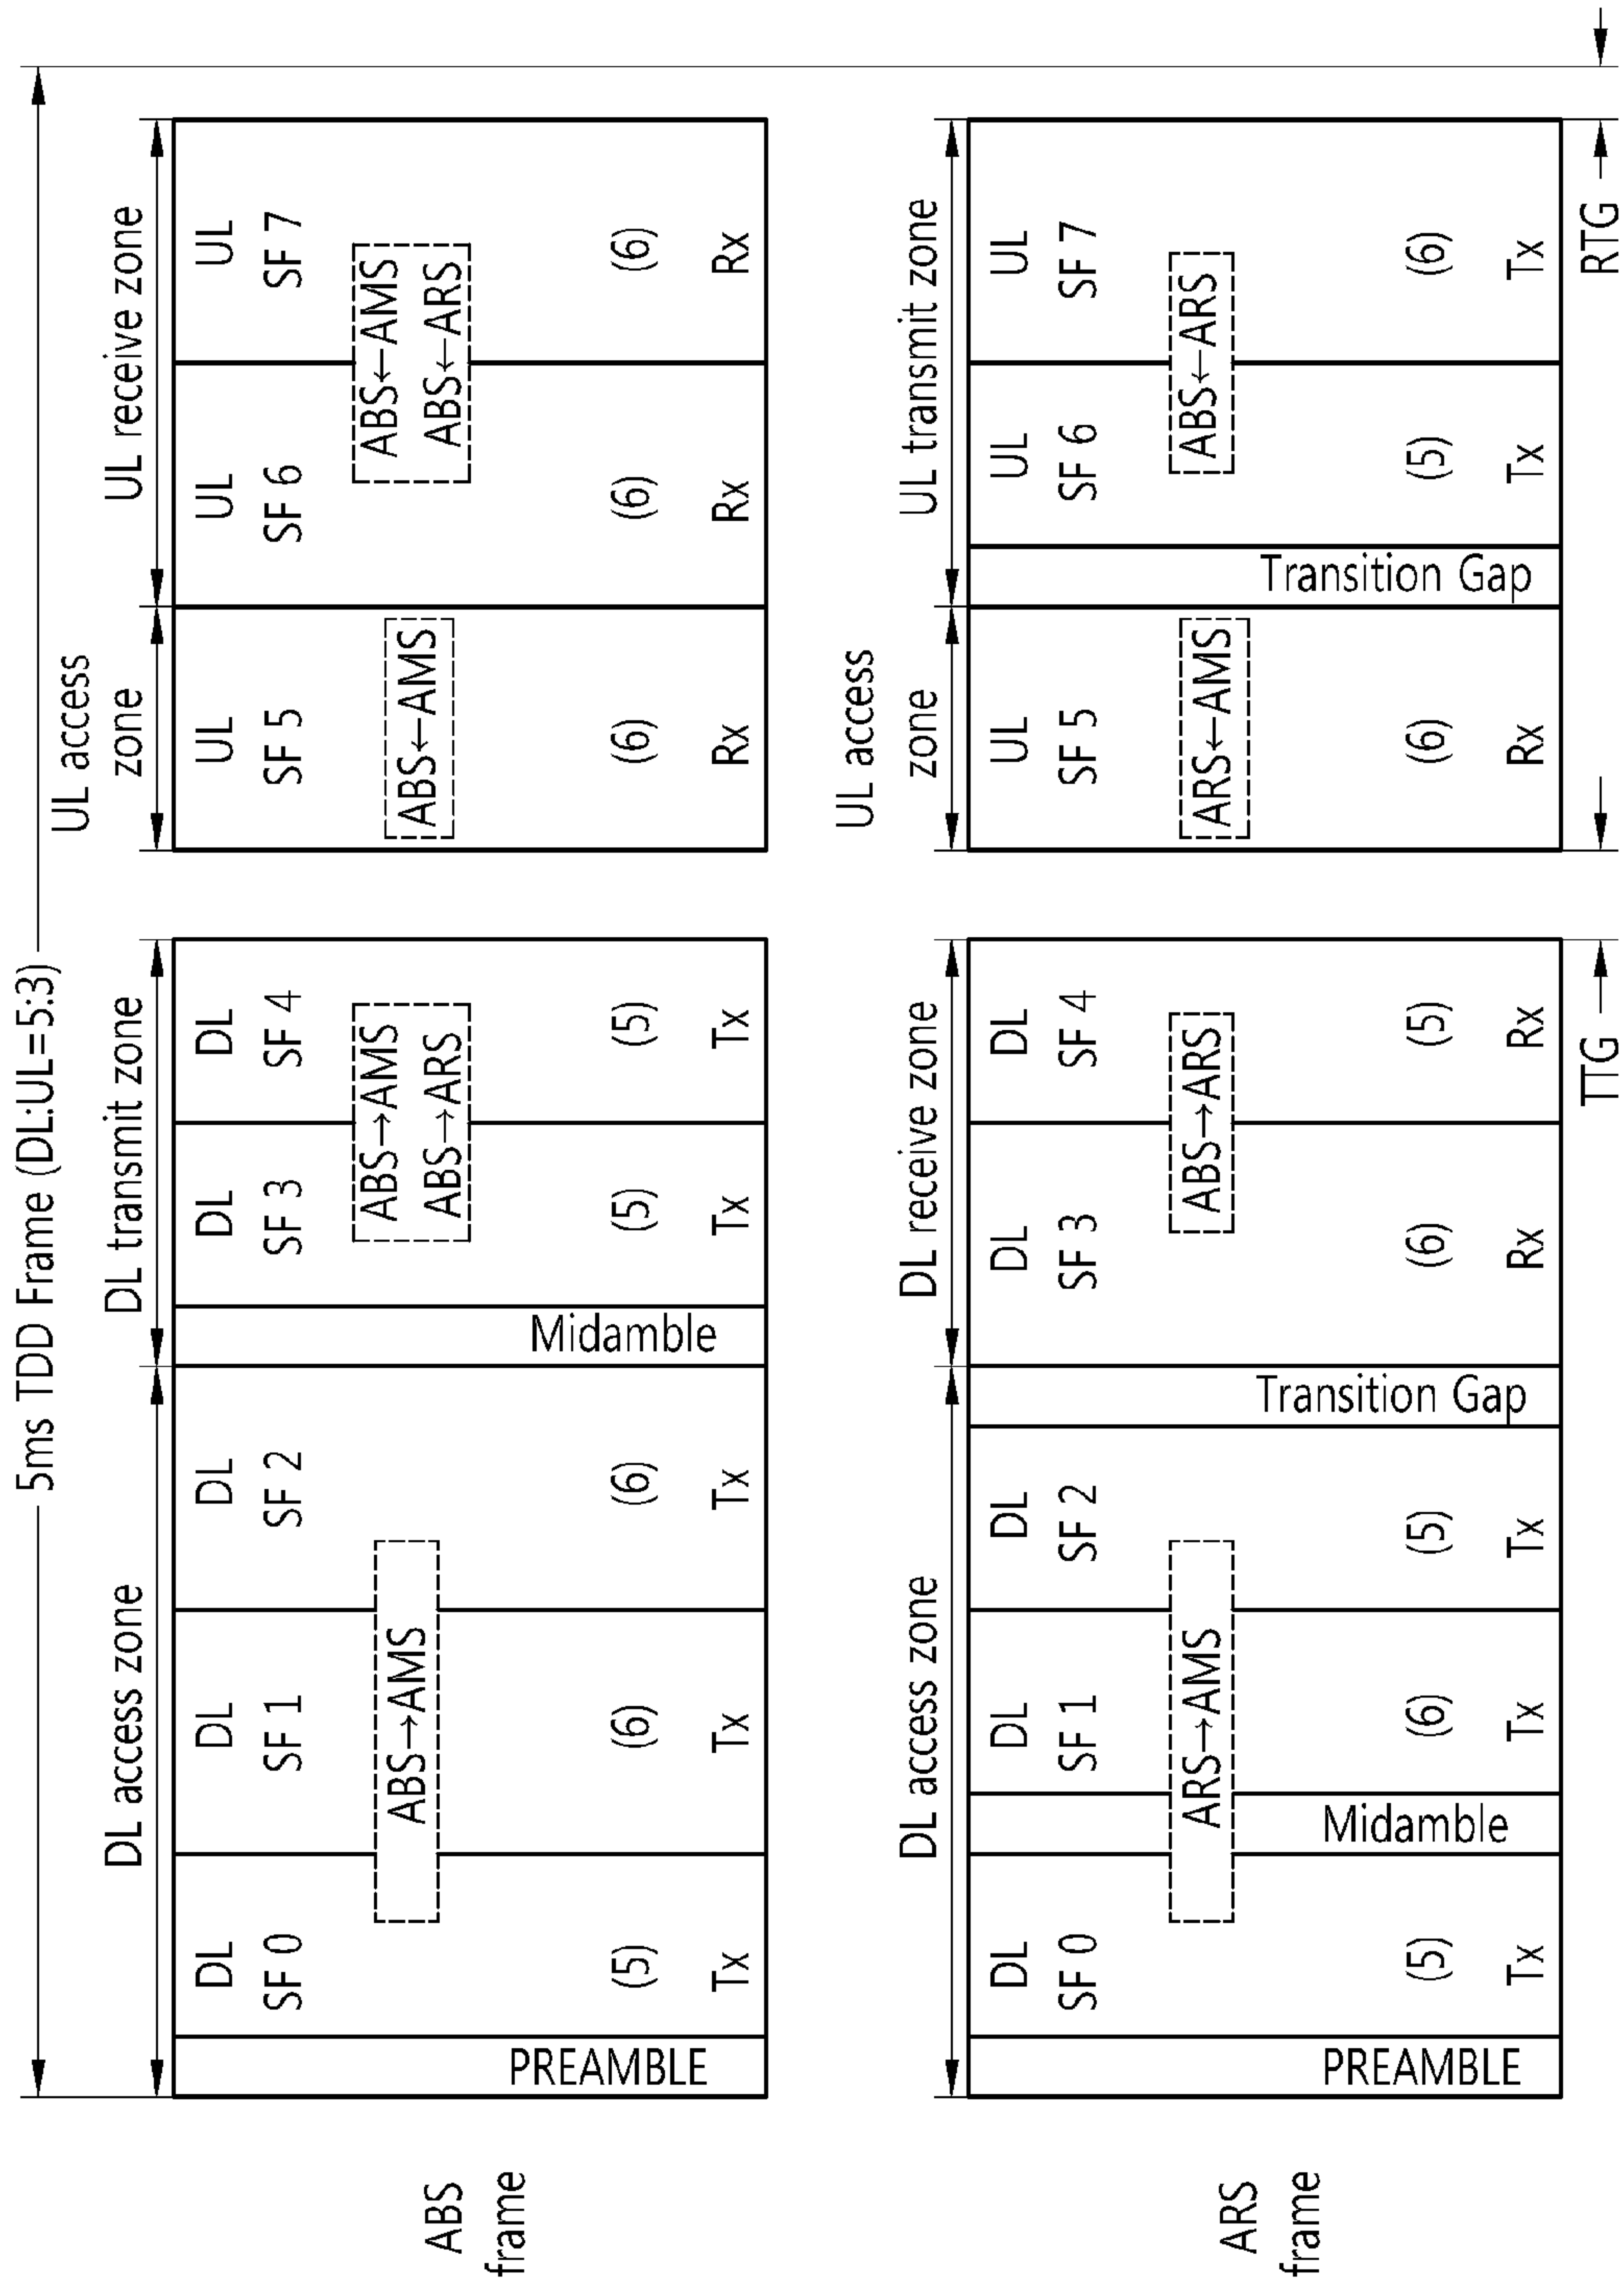 5ms TDD Frame (DL:UL=5:3)
DL access zone
DL transmit zone
UL access
zone
UL receive zone
ABS
frame
PREAMBLE
DL
SF 0
(5)
Tx
DL
SF 1
(6)
Tx
DL
SF 2
(6)
Tx
ABS→AMS
Midamble
DL
SF 3
(5)
Tx
DL
SF 4
(5)
Tx
ABS→AMS
ABS→ARS
UL
SF 5
ABS←AMS
(6)
Rx
UL
SF 6
(6)
Rx
UL
SF 7
(6)
Rx
ABS←AMS
ABS←ARS
DL access zone
DL receive zone
UL access
zone
UL transmit zone
ARS
frame
PREAMBLE
DL
SF 0
(5)
Tx
Midamble
DL
SF 1
(6)
Tx
DL
SF 2
(5)
Tx
ARS→AMS
Transition Gap
DL
SF 3
(6)
Rx
DL
SF 4
(5)
Rx
ABS→ARS
UL
SF 5
ARS←AMS
(6)
Rx
Transition Gap
UL
SF 6
(5)
Tx
UL
SF 7
(6)
Tx
ABS←ARS
TTG
RTG